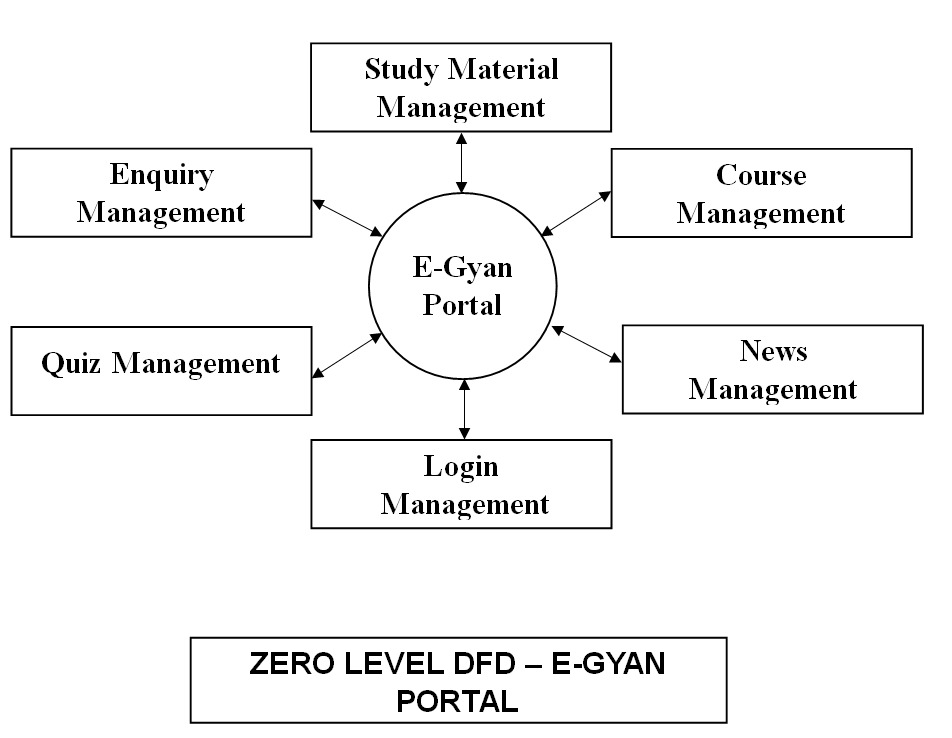 Study Material
Management
Enquiry
Management
Course
Management
E-Gyan
Portal
Quiz Management
News
Management
Login
Management
ZERO LEVEL DFD – E-GYAN
PORTAL